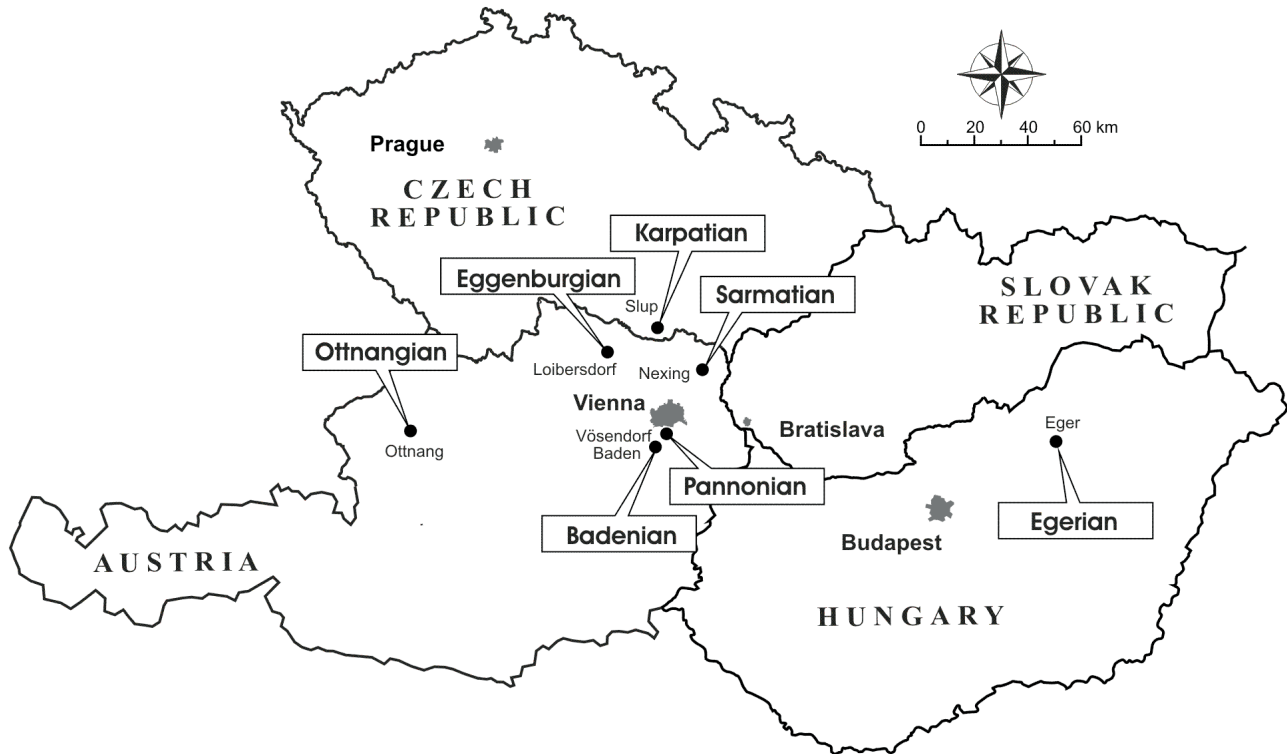 0 20 40 60 km
Prague
CZECH
REPUBLIC
Karpatian
Eggenburgian
Sarmatian
SLOVAK
REPUBLIC
Slup
Ottnangian
Loibersdorf
Nexing
Vienna
Bratislava
Eger
Vösendorf
Baden
Ottnang
Pannonian
Egerian
Badenian
Budapest
AUSTRIA
HUNGARY